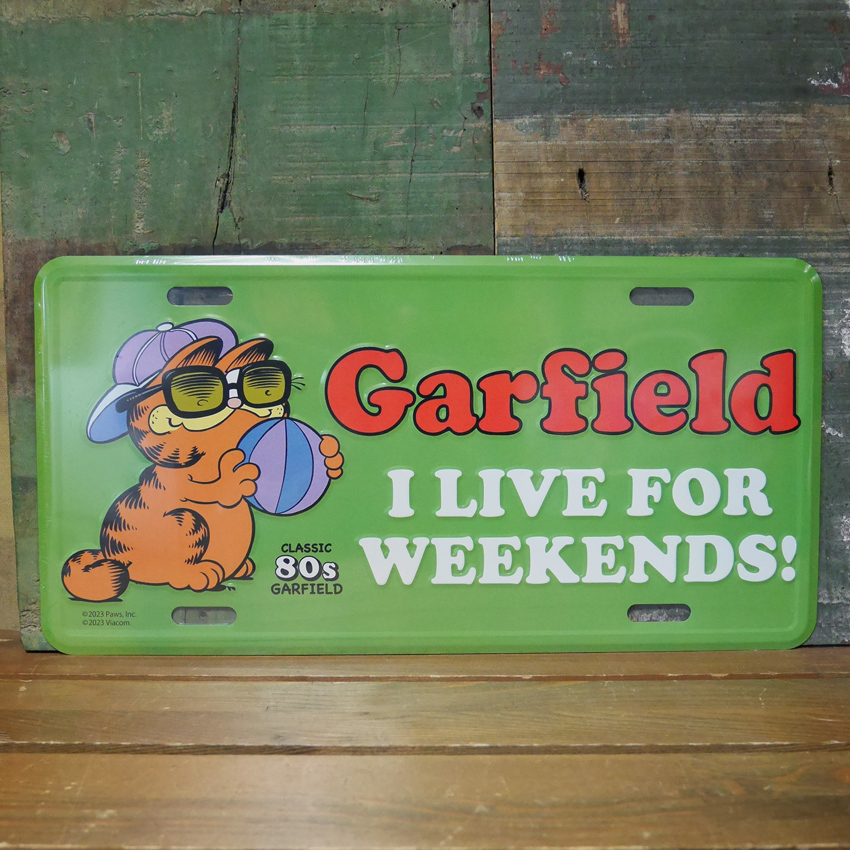 Garfield
I LIVE FOR
WEEKENDS!
CLASSIC
80s
GARFIELD
©2023 Paws, Inc.
©2023 Viacom